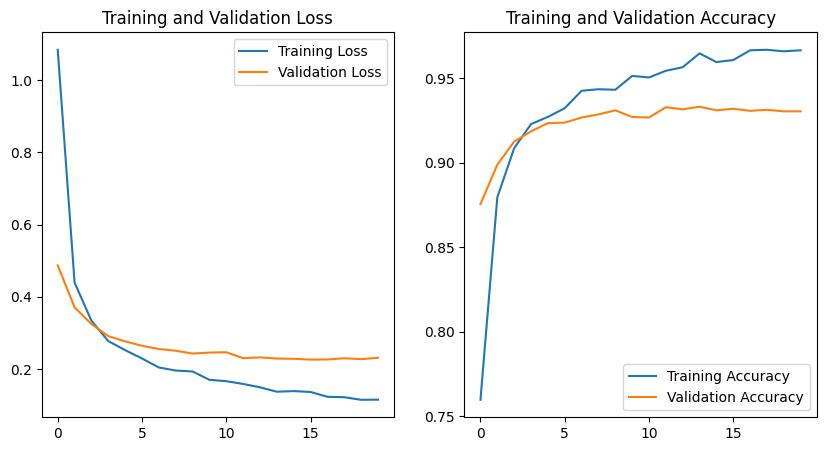 Training and Validation Loss
Training Loss
Validation Loss
1.0
0.8
0.6
0.4
0.2
0 5 10 15
Training and Validation Accuracy
0.95
0.90
0.85
0.80
0.75
Training Accuracy
Validation Accuracy
0 5 10 15